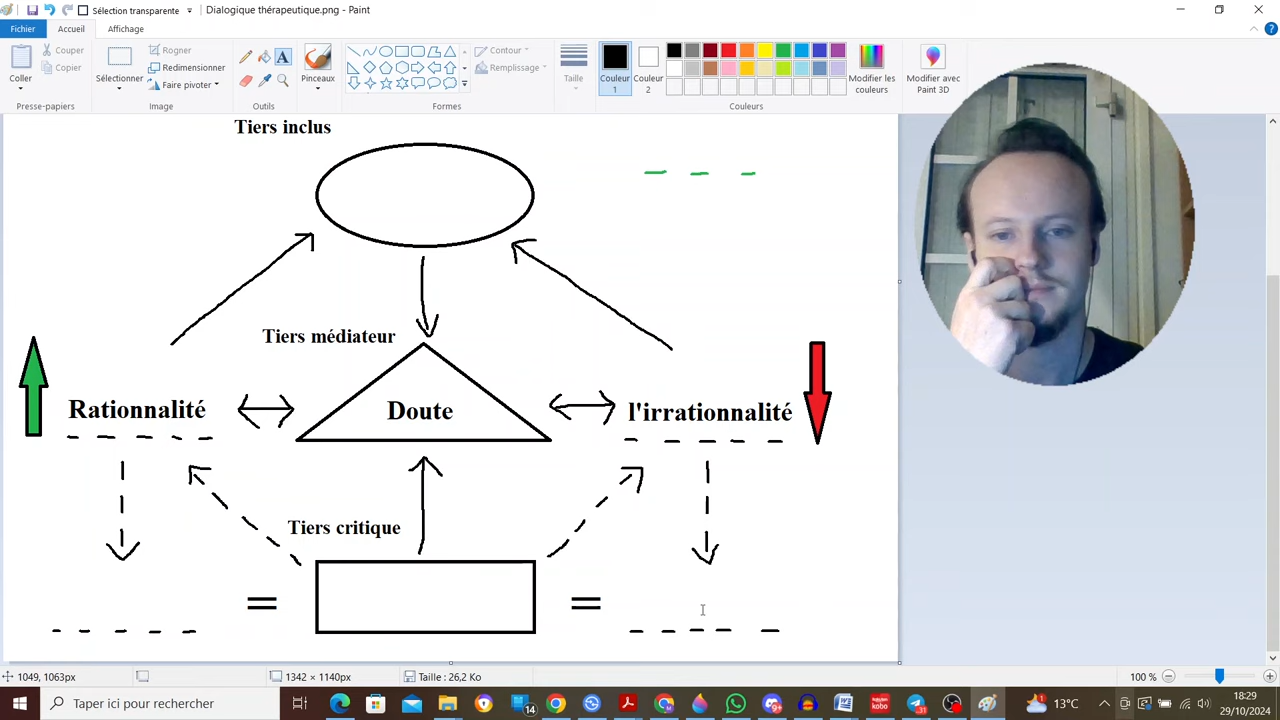 Sélection transparente
Dialogique thérapeutique.png - Paint
Fichier
Accueil
Affichage
Coller
Couper
Copier
Presse-papiers
Sélectionner
Rogner
Redimensionner
Faire pivoter
Image
Outils
Pinceaux
Formes
Contour
Remplissage
Taille
Couleur 1
Couleur 2
Couleurs
Modifier les couleurs
Modifier avec Paint 3D
Tiers inclus
Tiers médiateur
Rationnalité
Doute
l'irrationnalité
Tiers critique
=
=
1049, 1063px
1342 × 1140px
Taille : 26,2 Ko
100 %
Taper ici pour rechercher
14
13°C
18:29
29/10/2024